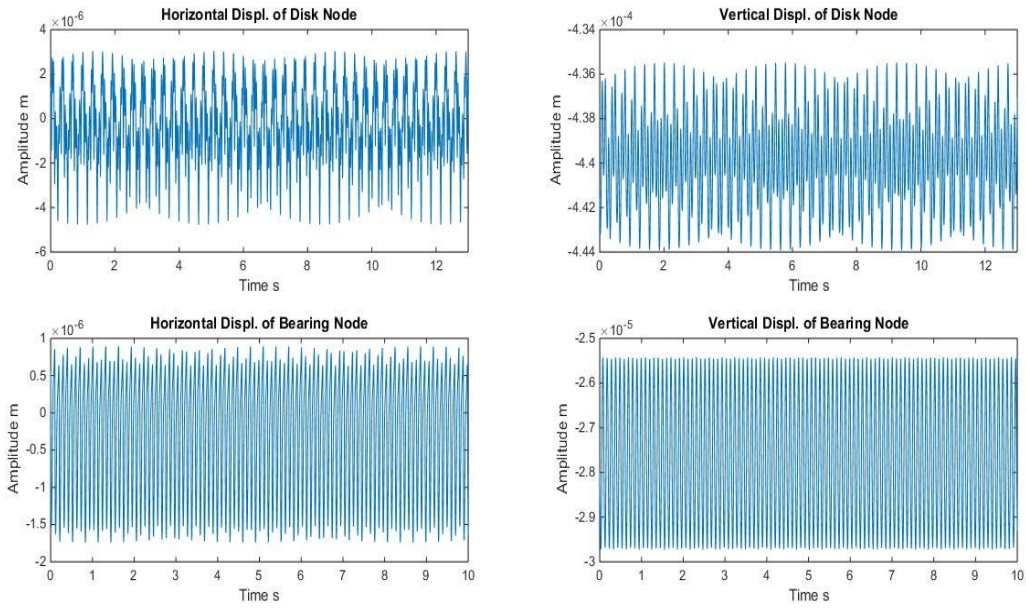 Horizontal Displ. of Disk Node
×10-6
4
2
0
-2
-4
-6
Amplitude m
0 2 4 6 8 10 12
Time s
Vertical Displ. of Disk Node
×10-4
-4.34
-4.36
-4.38
-4.4
-4.42
-4.44
Amplitude m
0 2 4 6 8 10 12
Time s
Horizontal Displ. of Bearing Node
×10-6
1
0.5
0
-0.5
-1
-1.5
-2
Amplitude m
0 1 2 3 4 5 6 7 8 9 10
Time s
Vertical Displ. of Bearing Node
×10-5
-2.5
-2.6
-2.7
-2.8
-2.9
-3
Amplitude m
0 1 2 3 4 5 6 7 8 9 10
Time s